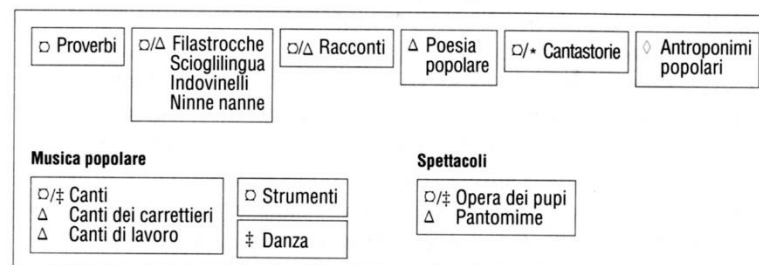 ¤ Proverbi
¤/Δ Filastrocche
Scioglilingua
Indovinelli
Ninne nanne
¤/Δ Racconti
Δ Poesia
popolare
¤/* Cantastorie
◊ Antroponimi
popolari
Musica popolare
¤/‡ Canti
Δ Canti dei carrettieri
Δ Canti di lavoro
¤ Strumenti
‡ Danza
Spettacoli
¤/‡ Opera dei pupi
Δ Pantomime